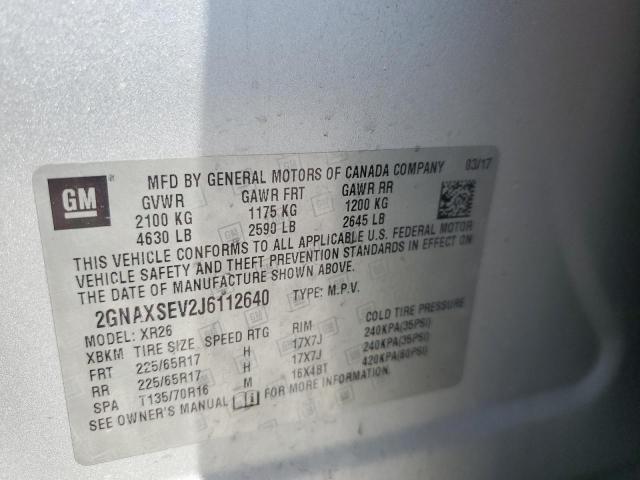 GM
MFD BY GENERAL MOTORS OF CANADA COMPANY 03/17
GVWR GAWR FRT GAWR RR
2100 KG 1175 KG 1200 KG
4630 LB 2590 LB 2645 LB
THIS VEHICLE CONFORMS TO ALL APPLICABLE U.S. FEDERAL MOTOR
VEHICLE SAFETY AND THEFT PREVENTION STANDARDS IN EFFECT ON
THE DATE OF MANUFACTURE SHOWN ABOVE.
2GNAXSEV2J6112640 TYPE: M.P.V.
MODEL: XR26
XBKM TIRE SIZE SPEED RTG RIM COLD TIRE PRESSURE
FRT 225/65R17 H 17X7J 240KPA(35PSI)
RR 225/65R17 H 17X7J 240KPA(35PSI)
SPA T135/70R16 M 16X4BT 420KPA(60PSI)
SEE OWNER'S MANUAL FOR MORE INFORMATION.